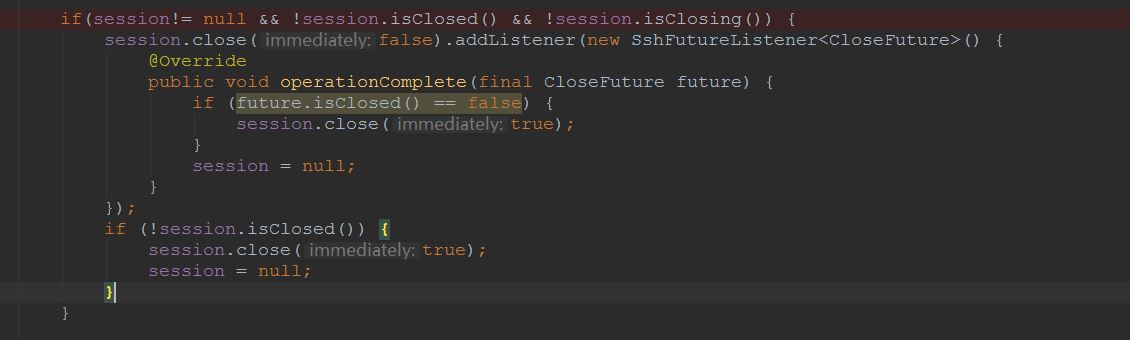 if(session!= null && !session.isClosed() && !session.isClosing()) {
session.close( immediately: false).addListener(new SshFutureListener<CloseFuture>() {
@Override
public void operationComplete(final CloseFuture future) {
if (future.isClosed() == false) {
session.close( immediately: true);
}
session = null;
}
});
if (!session.isClosed()) {
session.close( immediately: true);
session = null;
}
}